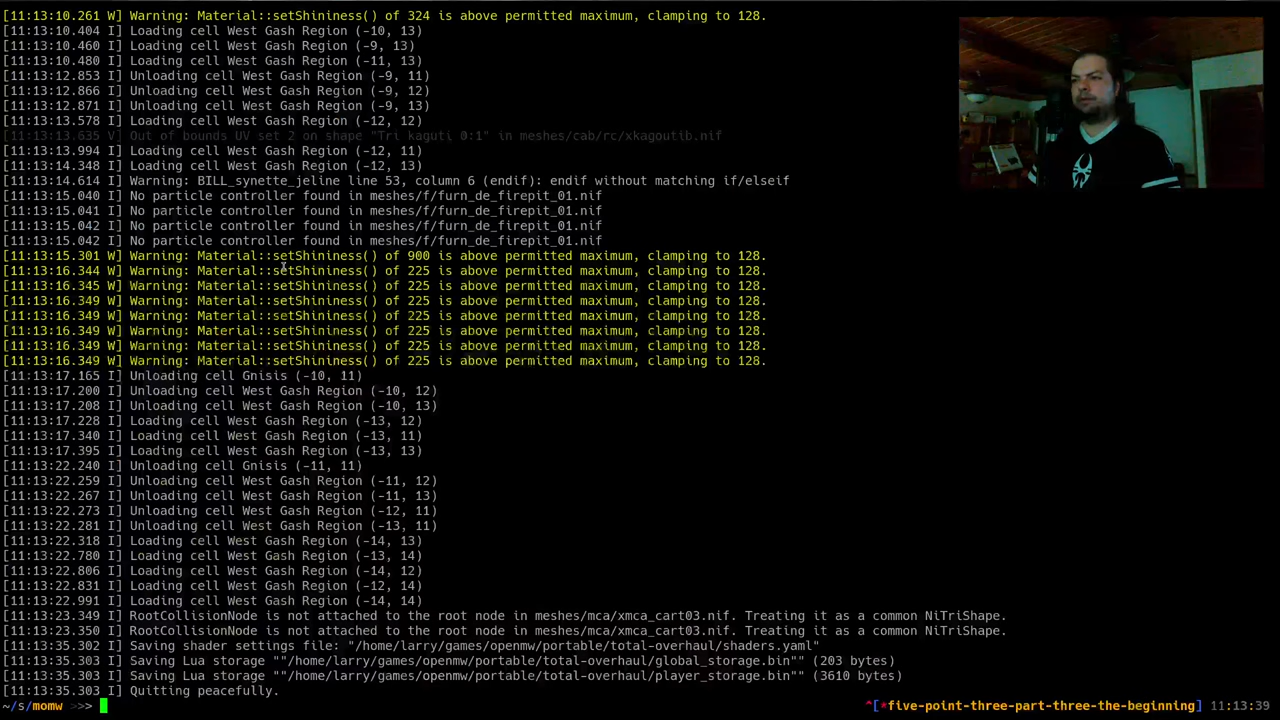 [11:13:10.261 W] Warning: Material::setShininess() of 324 is above permitted maximum, clamping to 128.
[11:13:10.404 I] Loading cell West Gash Region (-10, 13)
[11:13:10.460 I] Loading cell West Gash Region (-9, 13)
[11:13:10.480 I] Loading cell West Gash Region (-11, 13)
[11:13:12.853 I] Unloading cell West Gash Region (-9, 11)
[11:13:12.866 I] Unloading cell West Gash Region (-9, 12)
[11:13:12.871 I] Unloading cell West Gash Region (-9, 13)
[11:13:13.578 I] Loading cell West Gash Region (-12, 12)
[11:13:13.635 V] Out of bounds UV set 2 on shape "Tri kaguti 0:1" in meshes/cab/rc/xkagoutib.nif
[11:13:13.994 I] Loading cell West Gash Region (-12, 11)
[11:13:14.348 I] Loading cell West Gash Region (-12, 13)
[11:13:14.614 I] Warning: BILL_synette_jeline line 53, column 6 (endif): endif without matching if/elseif
[11:13:15.040 I] No particle controller found in meshes/f/furn_de_firepit_01.nif
[11:13:15.041 I] No particle controller found in meshes/f/furn_de_firepit_01.nif
[11:13:15.042 I] No particle controller found in meshes/f/furn_de_firepit_01.nif
[11:13:15.042 I] No particle controller found in meshes/f/furn_de_firepit_01.nif
[11:13:15.301 W] Warning: Material::setShininess() of 900 is above permitted maximum, clamping to 128.
[11:13:16.344 W] Warning: Material::setShininess() of 225 is above permitted maximum, clamping to 128.
[11:13:16.345 W] Warning: Material::setShininess() of 225 is above permitted maximum, clamping to 128.
[11:13:16.349 W] Warning: Material::setShininess() of 225 is above permitted maximum, clamping to 128.
[11:13:16.349 W] Warning: Material::setShininess() of 225 is above permitted maximum, clamping to 128.
[11:13:16.349 W] Warning: Material::setShininess() of 225 is above permitted maximum, clamping to 128.
[11:13:16.349 W] Warning: Material::setShininess() of 225 is above permitted maximum, clamping to 128.
[11:13:16.349 W] Warning: Material::setShininess() of 225 is above permitted maximum, clamping to 128.
[11:13:17.165 I] Unloading cell Gnisis (-10, 11)
[11:13:17.200 I] Unloading cell West Gash Region (-10, 12)
[11:13:17.208 I] Unloading cell West Gash Region (-10, 13)
[11:13:17.228 I] Loading cell West Gash Region (-13, 12)
[11:13:17.340 I] Loading cell West Gash Region (-13, 11)
[11:13:17.395 I] Loading cell West Gash Region (-13, 13)
[11:13:22.240 I] Unloading cell Gnisis (-11, 11)
[11:13:22.259 I] Unloading cell West Gash Region (-11, 12)
[11:13:22.267 I] Unloading cell West Gash Region (-11, 13)
[11:13:22.273 I] Unloading cell West Gash Region (-12, 11)
[11:13:22.281 I] Unloading cell West Gash Region (-13, 11)
[11:13:22.318 I] Loading cell West Gash Region (-14, 13)
[11:13:22.780 I] Loading cell West Gash Region (-13, 14)
[11:13:22.806 I] Loading cell West Gash Region (-14, 12)
[11:13:22.831 I] Loading cell West Gash Region (-12, 14)
[11:13:22.991 I] Loading cell West Gash Region (-14, 14)
[11:13:23.349 I] RootCollisionNode is not attached to the root node in meshes/mca/xmca_cart03.nif. Treating it as a common NiTriShape.
[11:13:23.350 I] RootCollisionNode is not attached to the root node in meshes/mca/xmca_cart03.nif. Treating it as a common NiTriShape.
[11:13:35.302 I] Saving shader settings file: "/home/larry/games/openmw/portable/total-overhaul/shaders.yaml"
[11:13:35.303 I] Saving Lua storage ""/home/larry/games/openmw/portable/total-overhaul/global_storage.bin"" (203 bytes)
[11:13:35.303 I] Saving Lua storage ""/home/larry/games/openmw/portable/total-overhaul/player_storage.bin"" (3610 bytes)
[11:13:35.303 I] Quitting peacefully.
~/s/momw >>> ^[*five-point-three-part-three-the-beginning] 11:13:39